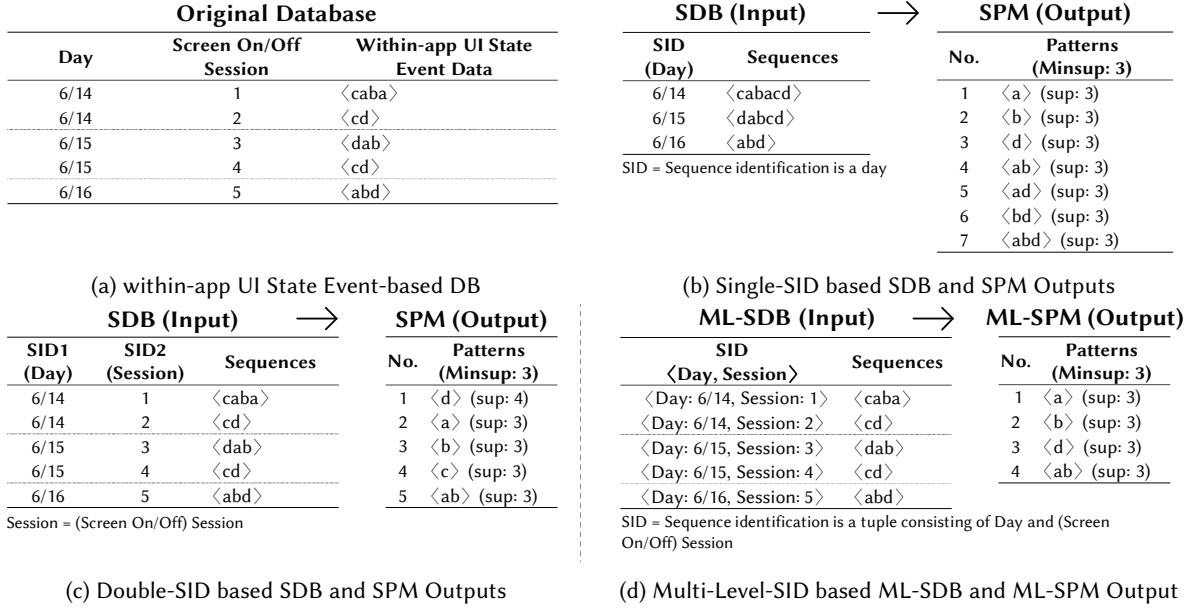 Original Database
Day Screen On/Off Session Within-app UI State Event Data
6/14 1 〈caba〉
6/14 2 〈cd〉
6/15 3 〈dab〉
6/15 4 〈cd〉
6/16 5 〈abd〉
(a) within-app UI State Event-based DB
SDB (Input) → SPM (Output)
SID (Day) Sequences
6/14 〈cabacd〉
6/15 〈dabcd〉
6/16 〈abd〉
SID = Sequence identification is a day
No. Patterns (Minsup: 3)
1 〈a〉 (sup: 3)
2 〈b〉 (sup: 3)
3 〈d〉 (sup: 3)
4 〈ab〉 (sup: 3)
5 〈ad〉 (sup: 3)
6 〈bd〉 (sup: 3)
7 〈abd〉 (sup: 3)
(b) Single-SID based SDB and SPM Outputs
SDB (Input) → SPM (Output)
SID1 (Day) SID2 (Session) Sequences
6/14 1 〈caba〉
6/14 2 〈cd〉
6/15 3 〈dab〉
6/15 4 〈cd〉
6/16 5 〈abd〉
Session = (Screen On/Off) Session
No. Patterns (Minsup: 3)
1 〈d〉 (sup: 4)
2 〈a〉 (sup: 3)
3 〈b〉 (sup: 3)
4 〈c〉 (sup: 3)
5 〈ab〉 (sup: 3)
(c) Double-SID based SDB and SPM Outputs
ML-SDB (Input) → ML-SPM (Output)
SID 〈Day, Session〉 Sequences
〈Day: 6/14, Session: 1〉 〈caba〉
〈Day: 6/14, Session: 2〉 〈cd〉
〈Day: 6/15, Session: 3〉 〈dab〉
〈Day: 6/15, Session: 4〉 〈cd〉
〈Day: 6/16, Session: 5〉 〈abd〉
SID = Sequence identification is a tuple consisting of Day and (Screen
On/Off) Session
No. Patterns (Minsup: 3)
1 〈a〉 (sup: 3)
2 〈b〉 (sup: 3)
3 〈d〉 (sup: 3)
4 〈ab〉 (sup: 3)
(d) Multi-Level-SID based ML-SDB and ML-SPM Output